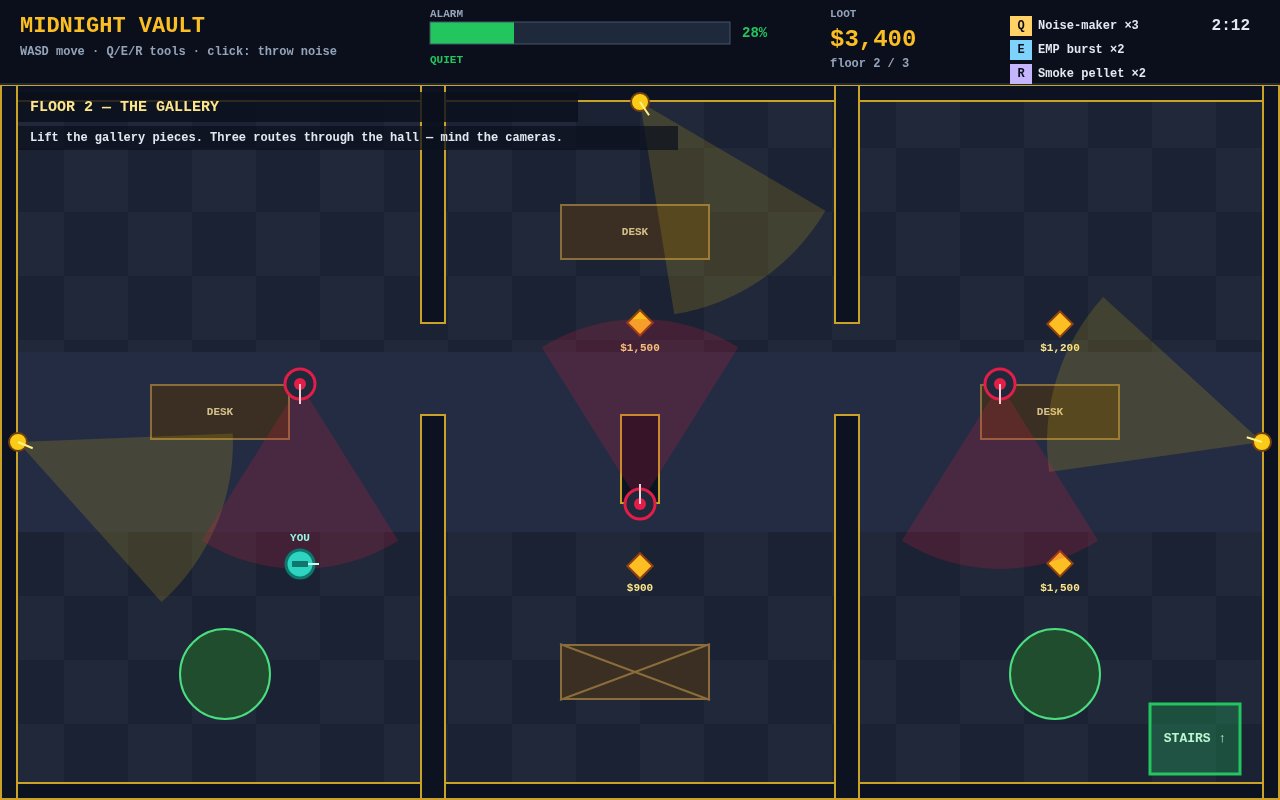 MIDNIGHT VAULT
WASD move · Q/E/R tools · click: throw noise
ALARM
28%
QUIET
LOOT
$3,400
floor 2 / 3
Q Noise-maker ×3
E EMP burst ×2
R Smoke pellet ×2
2:12
FLOOR 2 — THE GALLERY
Lift the gallery pieces. Three routes through the hall — mind the cameras.
DESK
$1,500
$1,200
DESK
DESK
YOU
$900
$1,500
STAIRS ↑